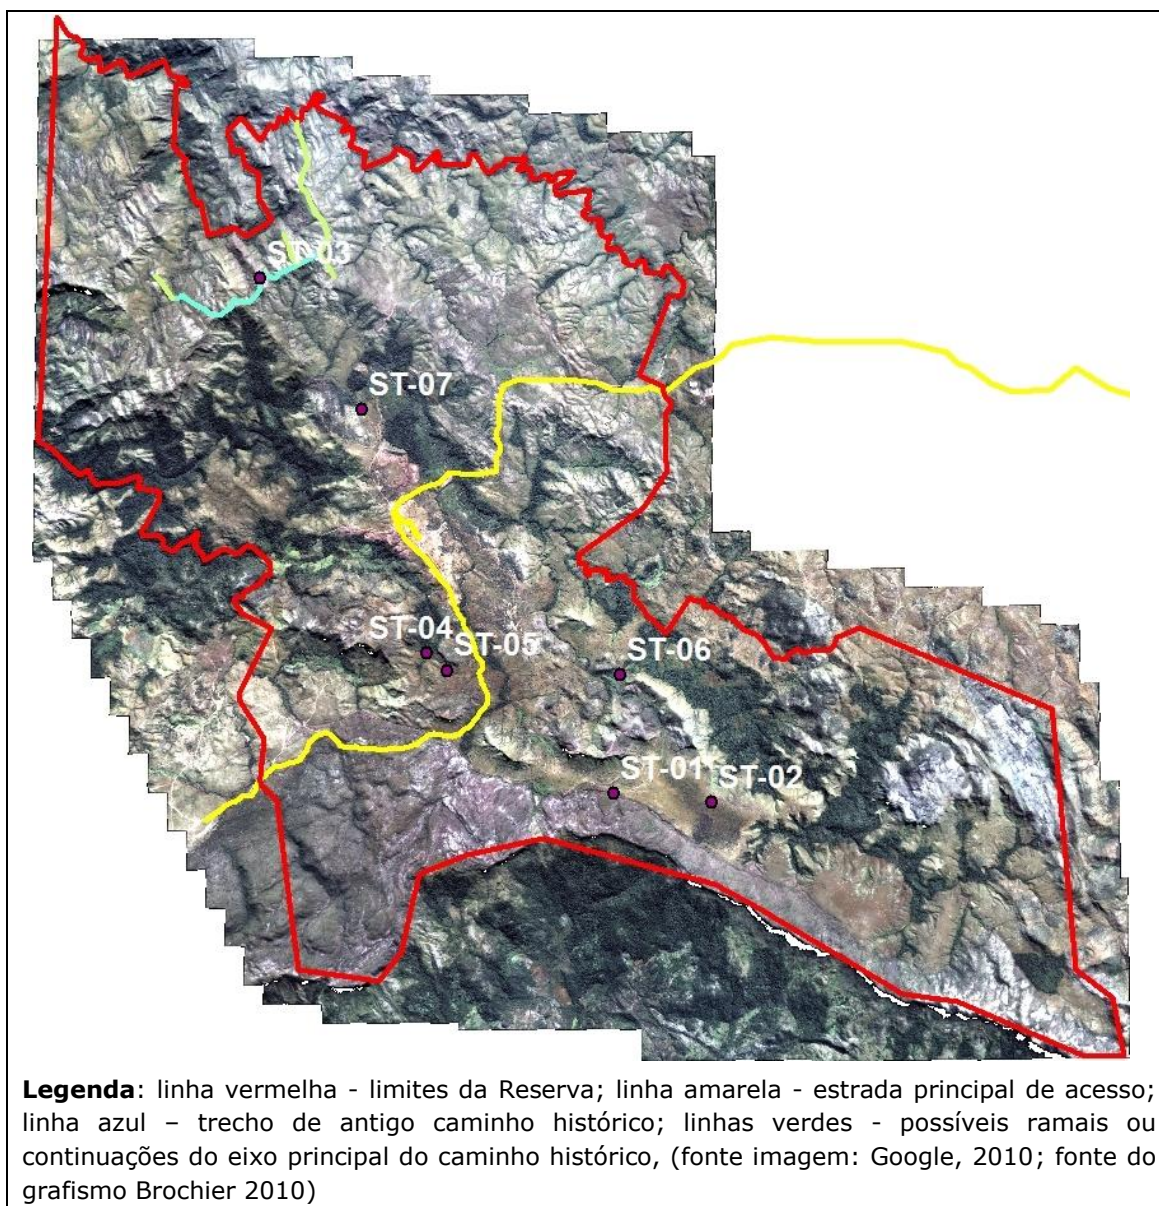 ST-03
ST-07
ST-04
ST-05
ST-06
ST-01
ST-02
Legenda: linha vermelha - limites da Reserva; linha amarela - estrada principal de acesso;
linha azul – trecho de antigo caminho histórico; linhas verdes - possíveis ramais ou
continuações do eixo principal do caminho histórico, (fonte imagem: Google, 2010; fonte do
grafismo Brochier 2010)